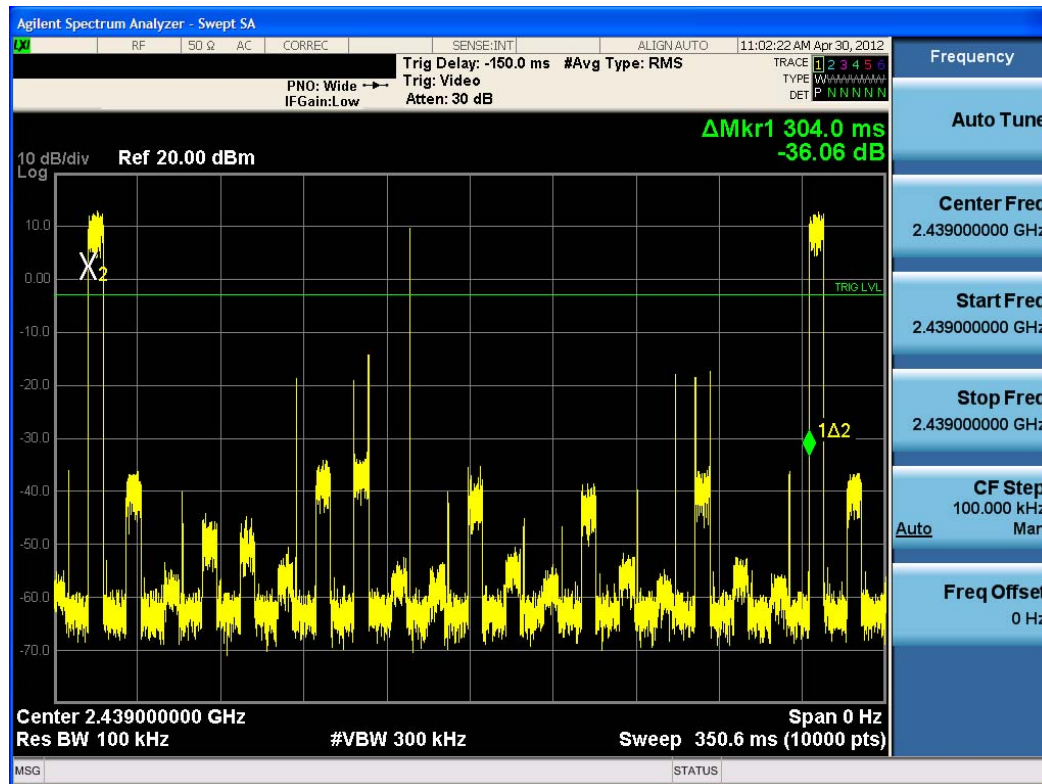 Agilent Spectrum Analyzer - Swept SA
LXI RF 50 Ω AC CORREC SENSE:INT ALIGN AUTO 11:02:22 AM Apr 30, 2012
Trig Delay: -150.0 ms #Avg Type: RMS TRACE 1 2 3 4 5 6
PNO: Wide Trig: Video TYPE WWWWWW
IFGain:Low Atten: 30 dB DET P N N N N N
ΔMkr1 304.0 ms
-36.06 dB
10 dB/div Ref 20.00 dBm
Log
10.0
0.00
-10.0
-20.0
-30.0
-40.0
-50.0
-60.0
-70.0
X2
TRIG LVL
1Δ2
Center 2.439000000 GHz Span 0 Hz
Res BW 100 kHz #VBW 300 kHz Sweep 350.6 ms (10000 pts)
MSG STATUS
Frequency
Auto Tune
Center Freq
2.439000000 GHz
Start Freq
2.439000000 GHz
Stop Freq
2.439000000 GHz
CF Step
100.000 kHz
Auto Man
Freq Offset
0 Hz